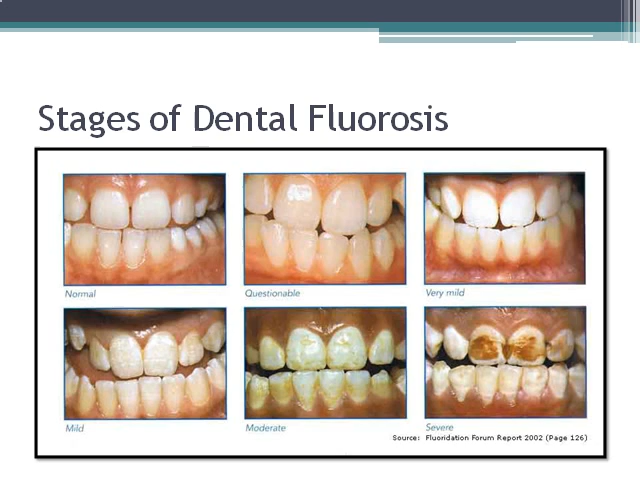 Stages of Dental Fluorosis
Normal
Questionable
Very mild
Mild
Moderate
Severe
Source: Fluoridation Forum Report 2002 (Page 126)